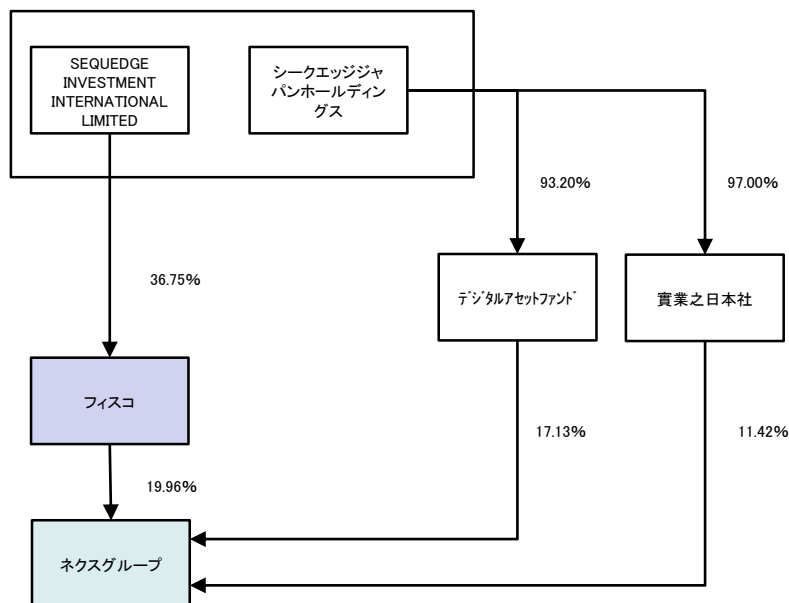 SEQUEDGE
INVESTMENT
INTERNATIONAL
LIMITED
シークエッジジャ
パンホールディン
グス
93.20%
97.00%
36.75%
ﾃﾞｼﾞﾀﾙｱｾｯﾄﾌｧﾝﾄﾞ
實業之日本社
フィスコ
17.13%
11.42%
19.96%
ネクスグループ